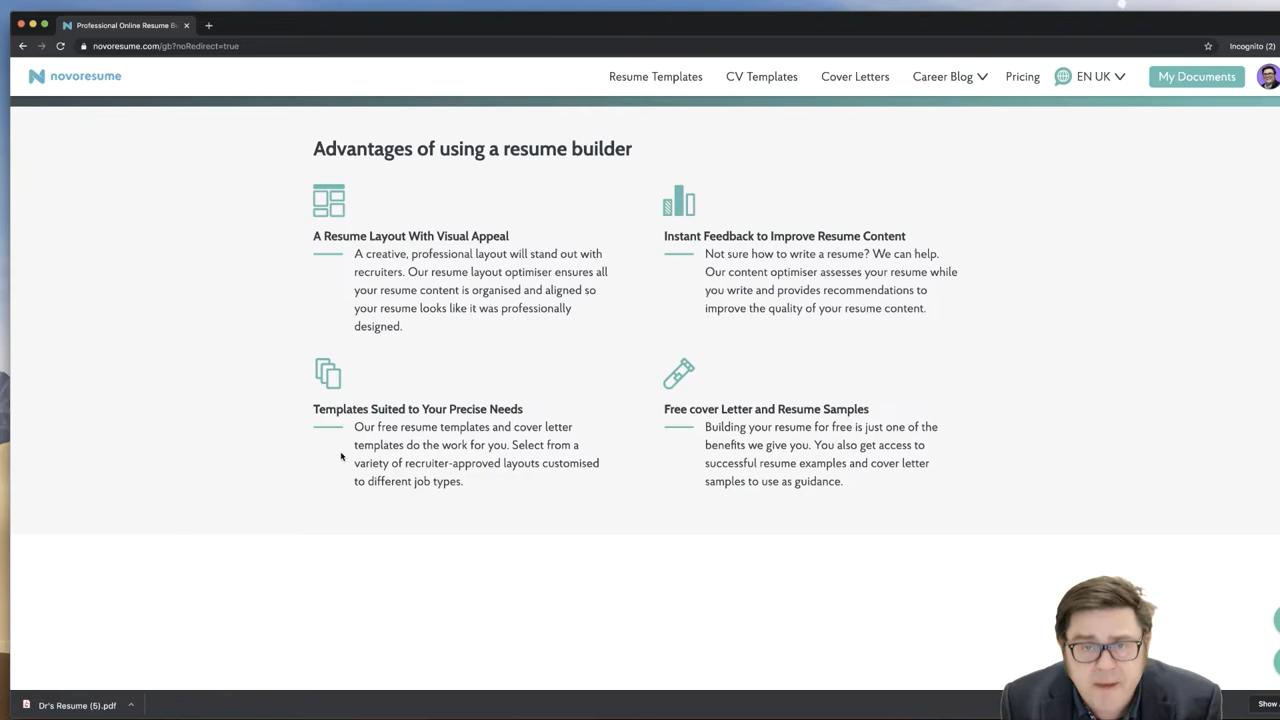 Professional Online Resume B
novoresume.com/gb?noRedirect=true
Incognito (2)
novoresume
Resume Templates
CV Templates
Cover Letters
Career Blog
Pricing
EN UK
My Documents
Advantages of using a resume builder
A Resume Layout With Visual Appeal
A creative, professional layout will stand out with
recruiters. Our resume layout optimiser ensures all
your resume content is organised and aligned so
your resume looks like it was professionally
designed.
Instant Feedback to Improve Resume Content
Not sure how to write a resume? We can help.
Our content optimiser assesses your resume while
you write and provides recommendations to
improve the quality of your resume content.
Templates Suited to Your Precise Needs
Our free resume templates and cover letter
templates do the work for you. Select from a
variety of recruiter-approved layouts customised
to different job types.
Free cover Letter and Resume Samples
Building your resume for free is just one of the
benefits we give you. You also get access to
successful resume examples and cover letter
samples to use as guidance.
Dr's Resume (5).pdf
Show